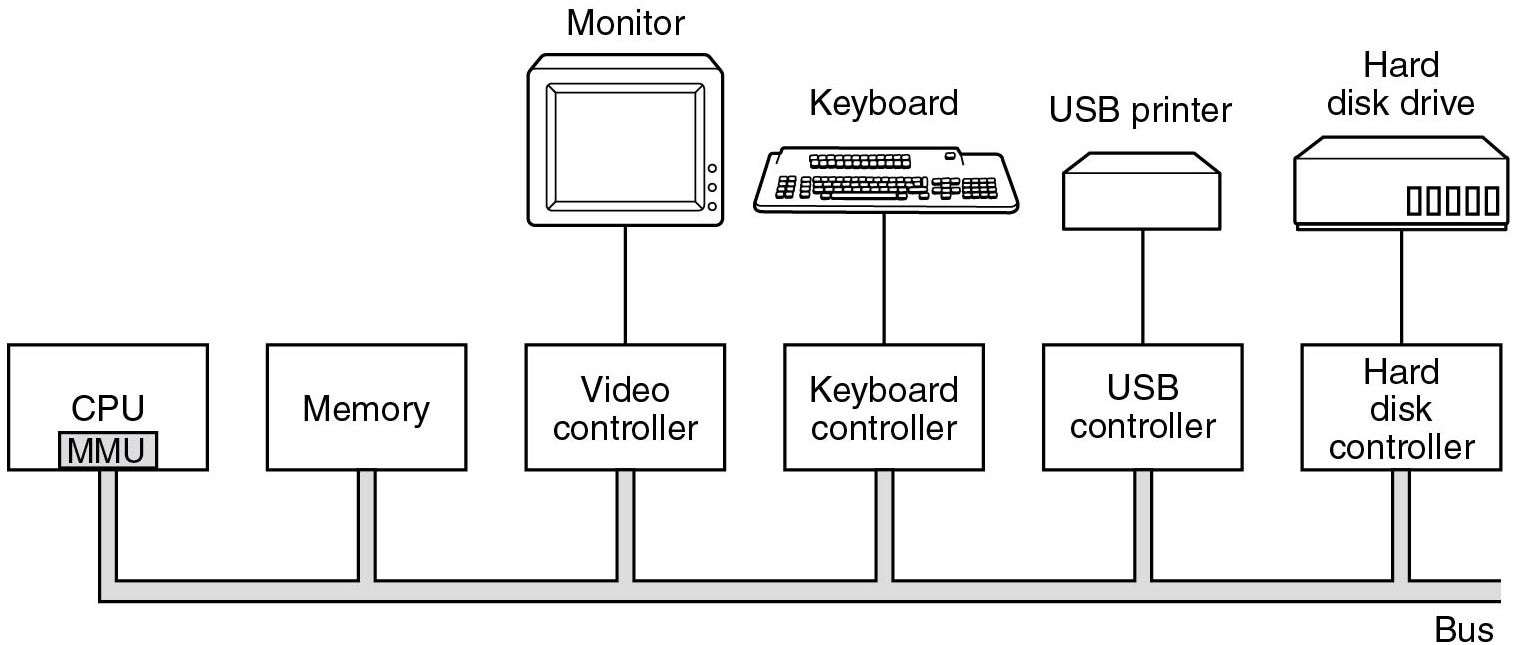 Monitor
Keyboard
USB printer
Hard
disk drive
CPU
MMU
Memory
Video
controller
Keyboard
controller
USB
controller
Hard
disk
controller
Bus